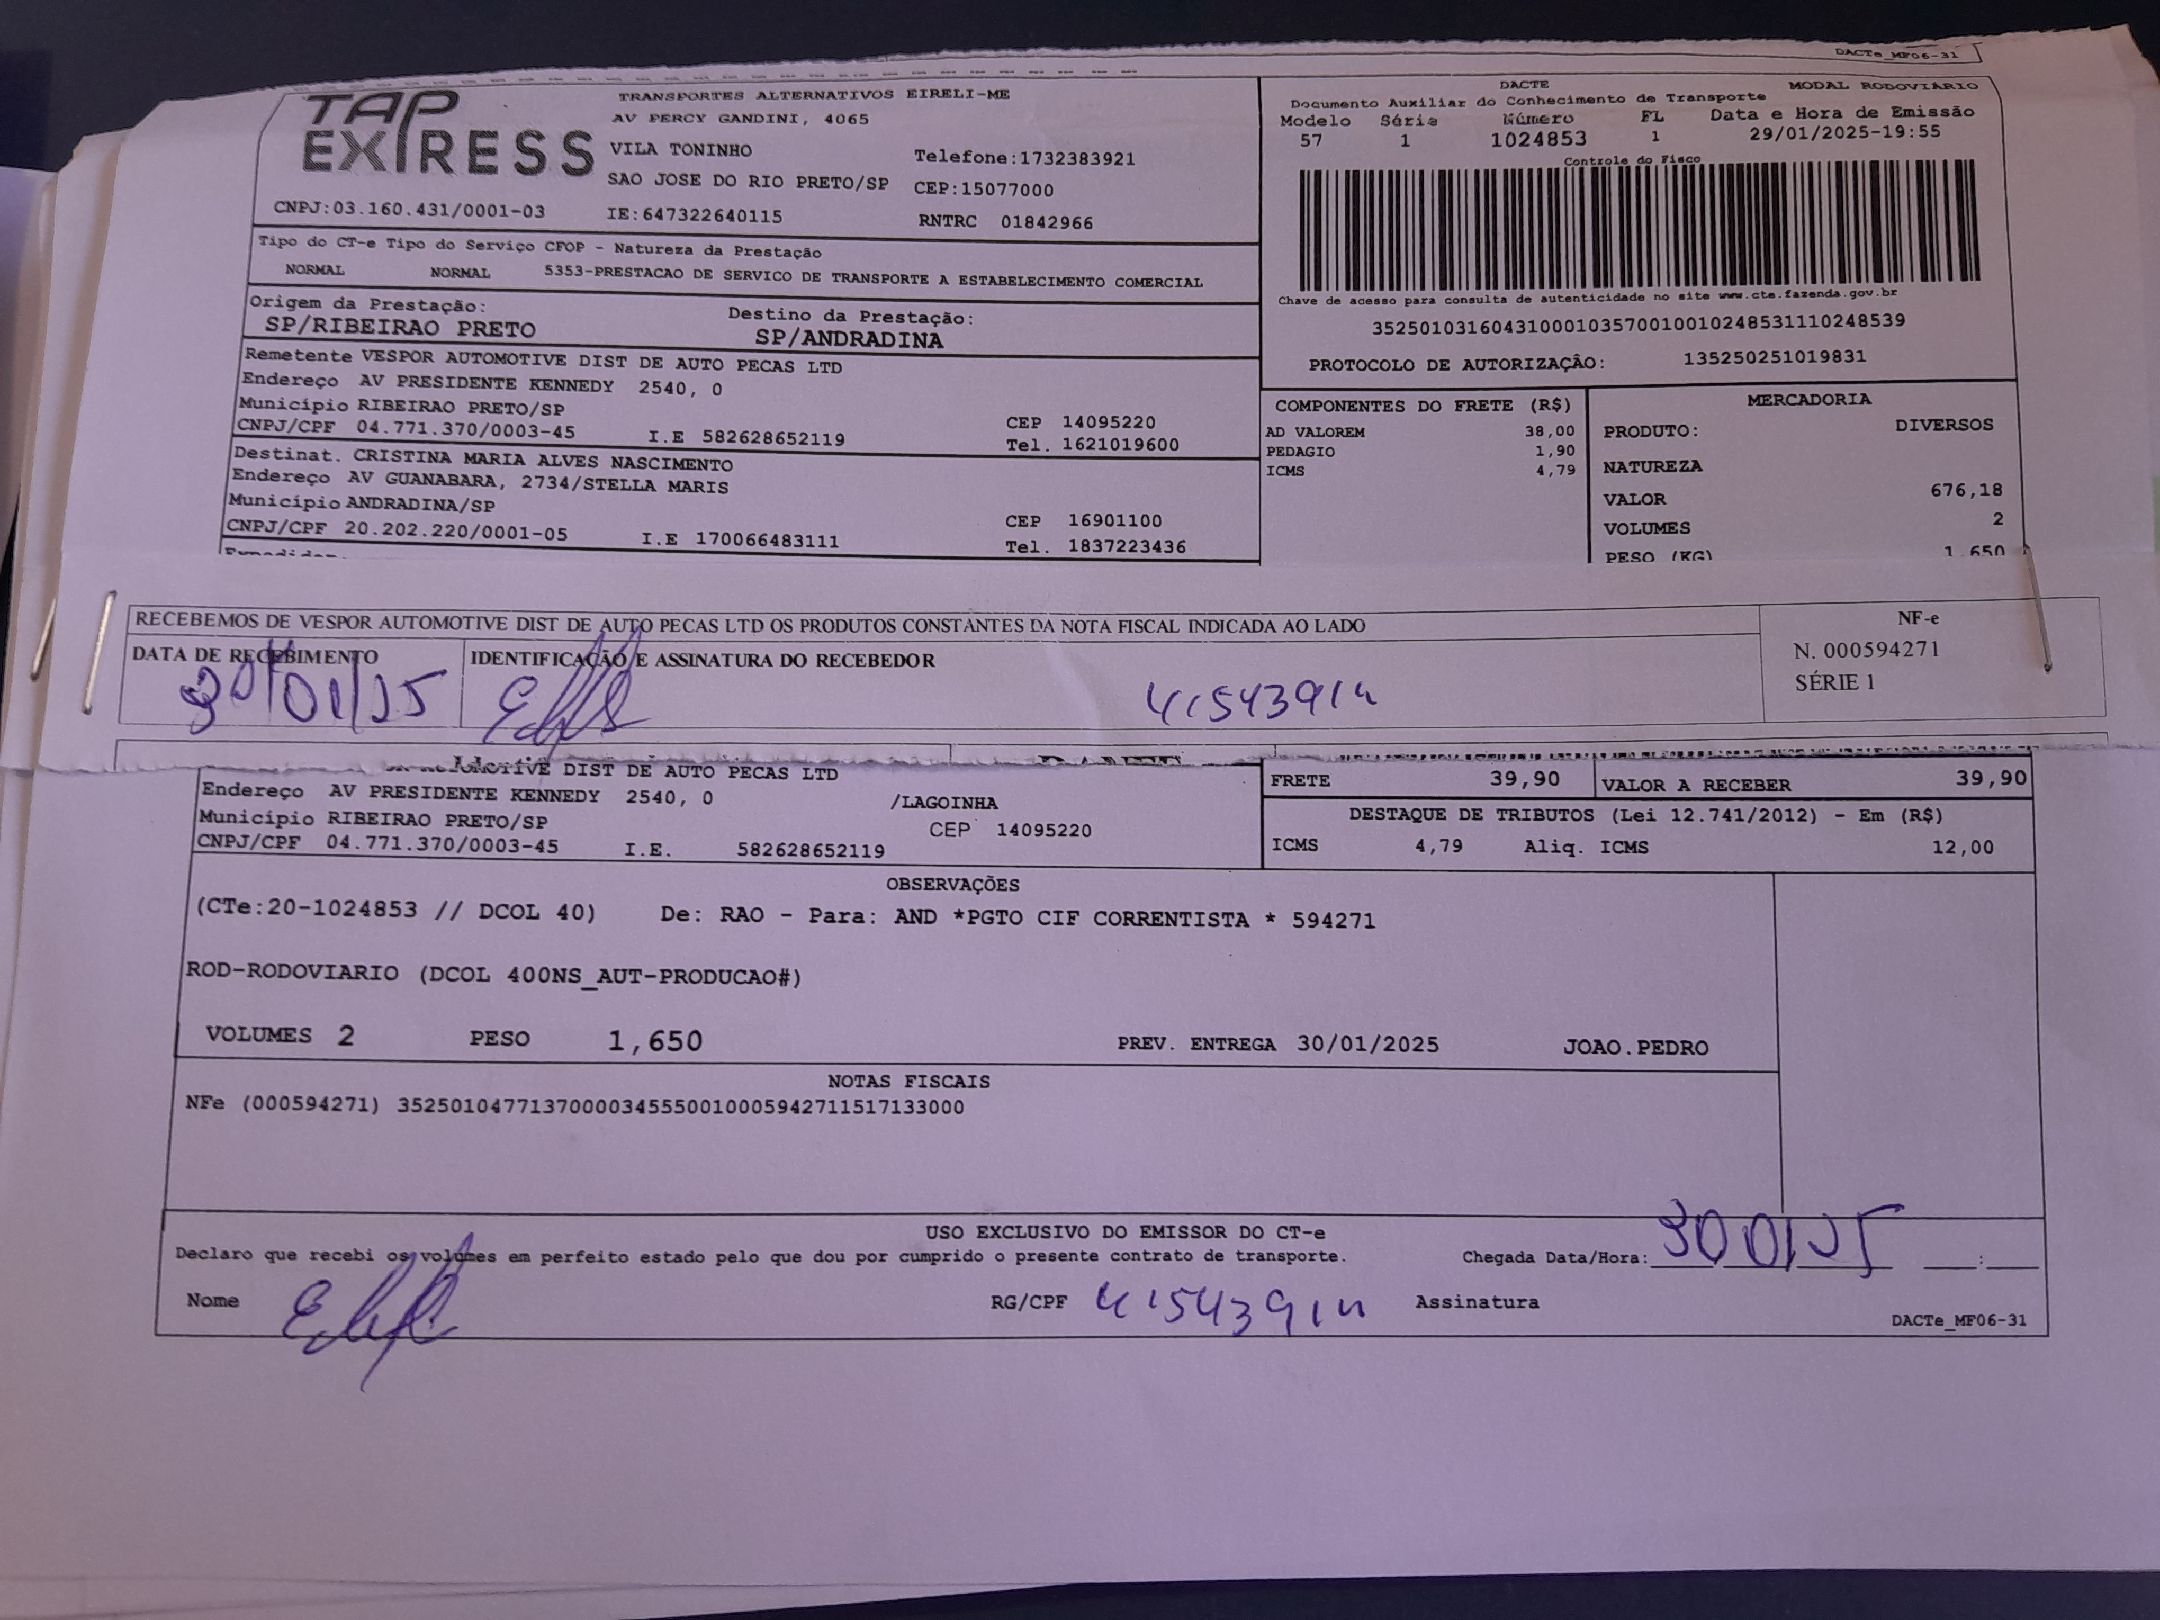 DACTe_MF06-31
TAP EXPRESS
TRANSPORTES ALTERNATIVOS EIRELI-ME
AV PERCY GANDINI, 4065
VILA TONINHO
Telefone:1732383921
SAO JOSE DO RIO PRETO/SP CEP:15077000
CNPJ:03.160.431/0001-03 IE:647322640115 RNTRC 01842966
DACTE MODAL RODOVIÁRIO
Documento Auxiliar do Conhecimento de Transporte
Modelo Série Número FL Data e Hora de Emissão
57 1 1024853 1 29/01/2025-19:55
Controle do Fisco
Chave de acesso para consulta de autenticidade no site www.cte.fazenda.gov.br
35250103160431000103570010010248531110248539
PROTOCOLO DE AUTORIZAÇÃO: 135250251019831
Tipo do CT-e Tipo do Serviço CFOP - Natureza da Prestação
NORMAL NORMAL 5353-PRESTACAO DE SERVICO DE TRANSPORTE A ESTABELECIMENTO COMERCIAL
Origem da Prestação: Destino da Prestação:
SP/RIBEIRAO PRETO SP/ANDRADINA
Remetente VESPOR AUTOMOTIVE DIST DE AUTO PECAS LTD
Endereço AV PRESIDENTE KENNEDY 2540, 0
Município RIBEIRAO PRETO/SP CEP 14095220
CNPJ/CPF 04.771.370/0003-45 I.E 582628652119 Tel. 1621019600
Destinat. CRISTINA MARIA ALVES NASCIMENTO
Endereço AV GUANABARA, 2734/STELLA MARIS
Município ANDRADINA/SP CEP 16901100
CNPJ/CPF 20.202.220/0001-05 I.E 170066483111 Tel. 1837223436
COMPONENTES DO FRETE (R$)
AD VALOREM 38,00
PEDAGIO 1,90
ICMS 4,79
MERCADORIA
PRODUTO: DIVERSOS
NATUREZA
VALOR 676,18
VOLUMES 2
PESO (KG) 1,650
RECEBEMOS DE VESPOR AUTOMOTIVE DIST DE AUTO PECAS LTD OS PRODUTOS CONSTANTES DA NOTA FISCAL INDICADA AO LADO
DATA DE RECEBIMENTO IDENTIFICAÇÃO E ASSINATURA DO RECEBEDOR
30/01/25
NF-e
N. 000594271
SÉRIE 1
DIST DE AUTO PECAS LTD
Endereço AV PRESIDENTE KENNEDY 2540, 0 /LAGOINHA
Município RIBEIRAO PRETO/SP CEP 14095220
CNPJ/CPF 04.771.370/0003-45 I.E. 582628652119
FRETE 39,90 VALOR A RECEBER 39,90
DESTAQUE DE TRIBUTOS (Lei 12.741/2012) - Em (R$)
ICMS 4,79 Aliq. ICMS 12,00
OBSERVAÇÕES
(CTe:20-1024853 // DCOL 40) De: RAO - Para: AND *PGTO CIF CORRENTISTA * 594271
ROD-RODOVIARIO (DCOL 400NS_AUT-PRODUCAO#)
VOLUMES 2 PESO 1,650 PREV. ENTREGA 30/01/2025 JOAO.PEDRO
NOTAS FISCAIS
NFe (000594271) 35250104771370000345550010005942711517133000
USO EXCLUSIVO DO EMISSOR DO CT-e
Declaro que recebi os volumes em perfeito estado pelo que dou por cumprido o presente contrato de transporte. Chegada Data/Hora: 30 01 25 :
Nome RG/CPF Assinatura
DACTe_MF06-31